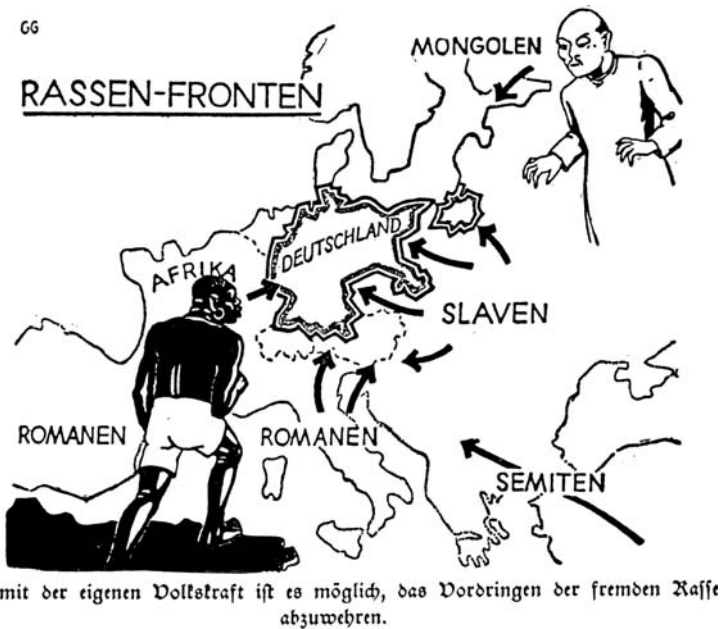 GG
MONGOLEN
RASSEN-FRONTEN
DEUTSCHLAND
AFRIKA
SLAVEN
ROMANEN
ROMANEN
SEMITEN
mit der eigenen Volkskraft ist es möglich, das Vordringen der fremden Rasse
abzuwehren.